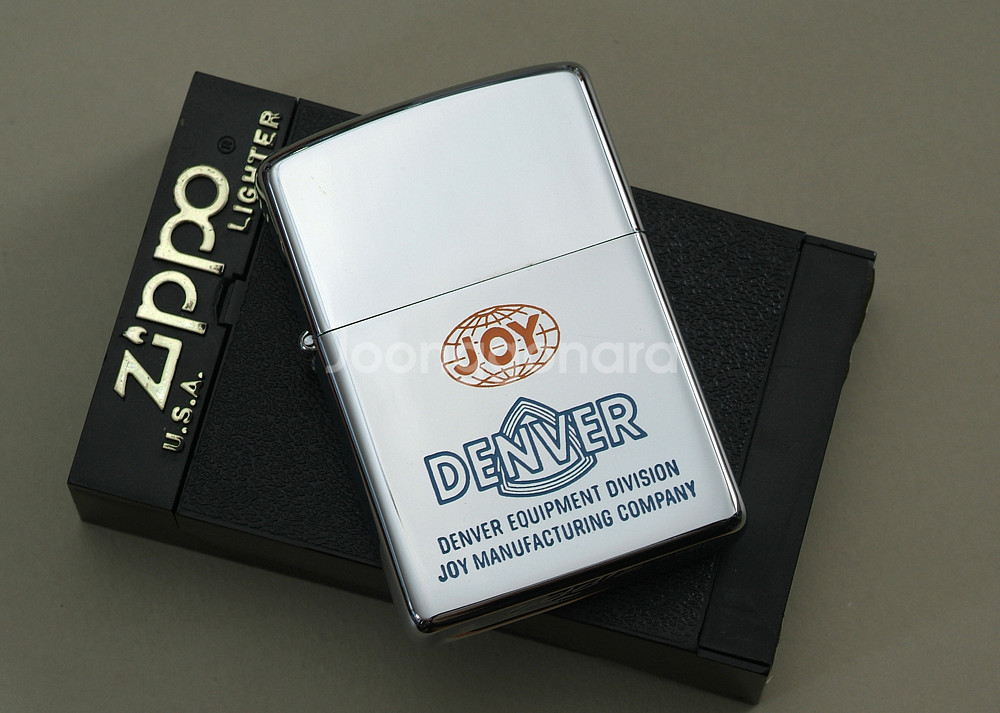 Zippo®
LIGHTER
U.S.A.
JOY
DENVER
DENVER EQUIPMENT DIVISION
JOY MANUFACTURING COMPANY